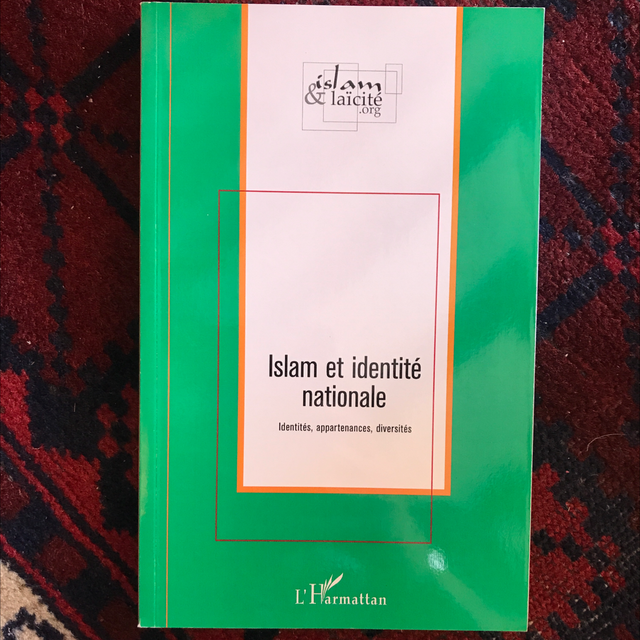 islam
& laïcité
.org
Islam et identité
nationale
Identités, appartenances, diversités
L'Harmattan